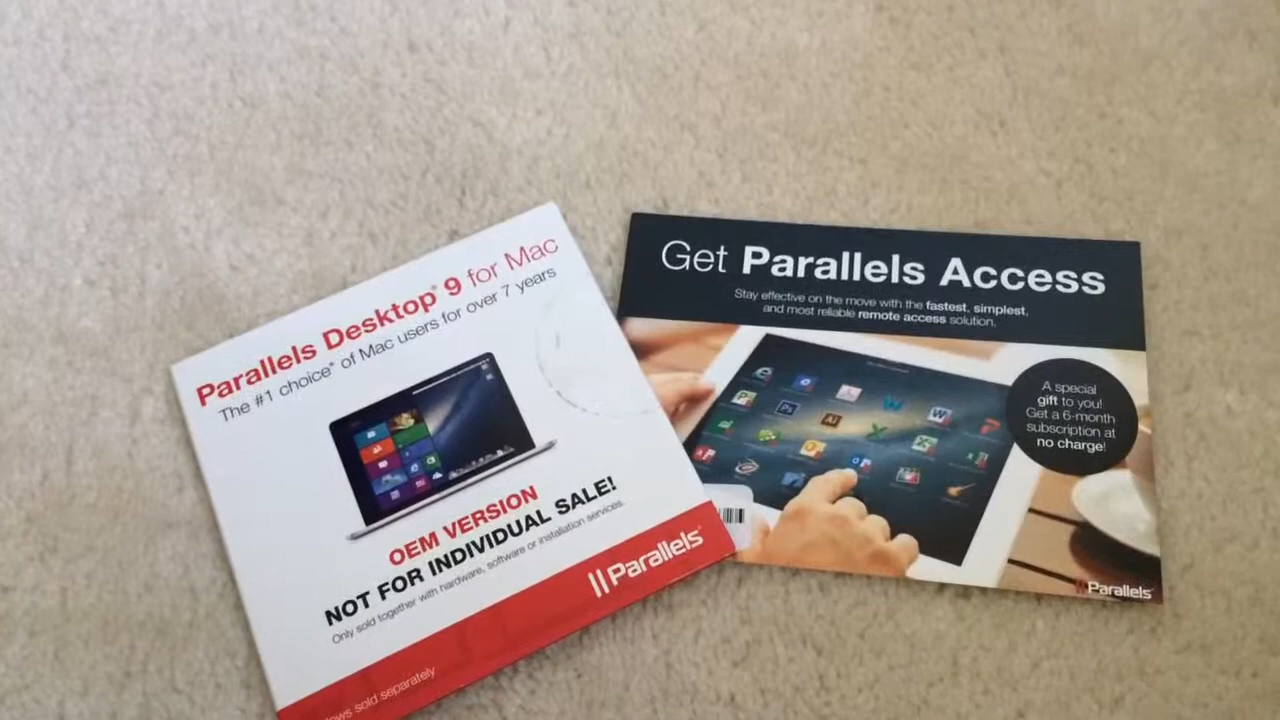 Parallels Desktop® 9 for Mac
The #1 choice* of Mac users for over 7 years
OEM VERSION
NOT FOR INDIVIDUAL SALE!
Only sold together with hardware, software or installation services.
Parallels®
sold separately
Get Parallels Access
Stay effective on the move with the fastest, simplest,
and most reliable remote access solution.
A special
gift to you!
Get a 6-month
subscription at
no charge!
Parallels®